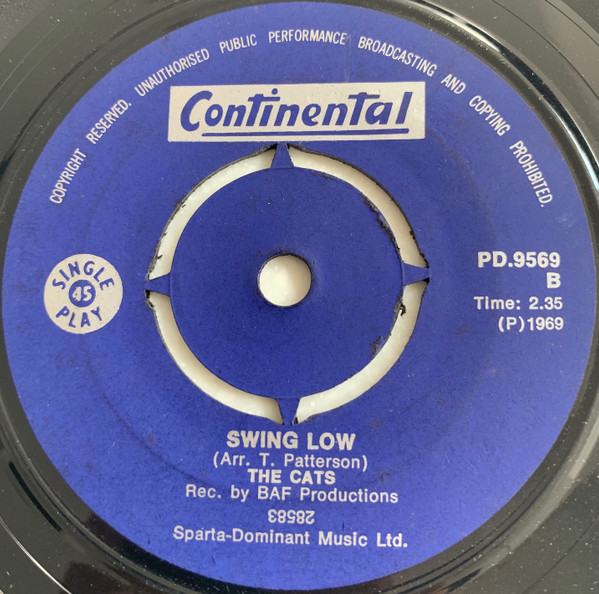 COPYRIGHT RESERVED. UNAUTHORISED PUBLIC PERFORMANCE BROADCASTING AND COPYING PROHIBITED.
Continental
SINGLE
45
PLAY
PD.9569
B
Time: 2.35
(P)1969
SWING LOW
(Arr. T. Patterson)
THE CATS
Rec. by BAF Productions
28583
Sparta-Dominant Music Ltd.